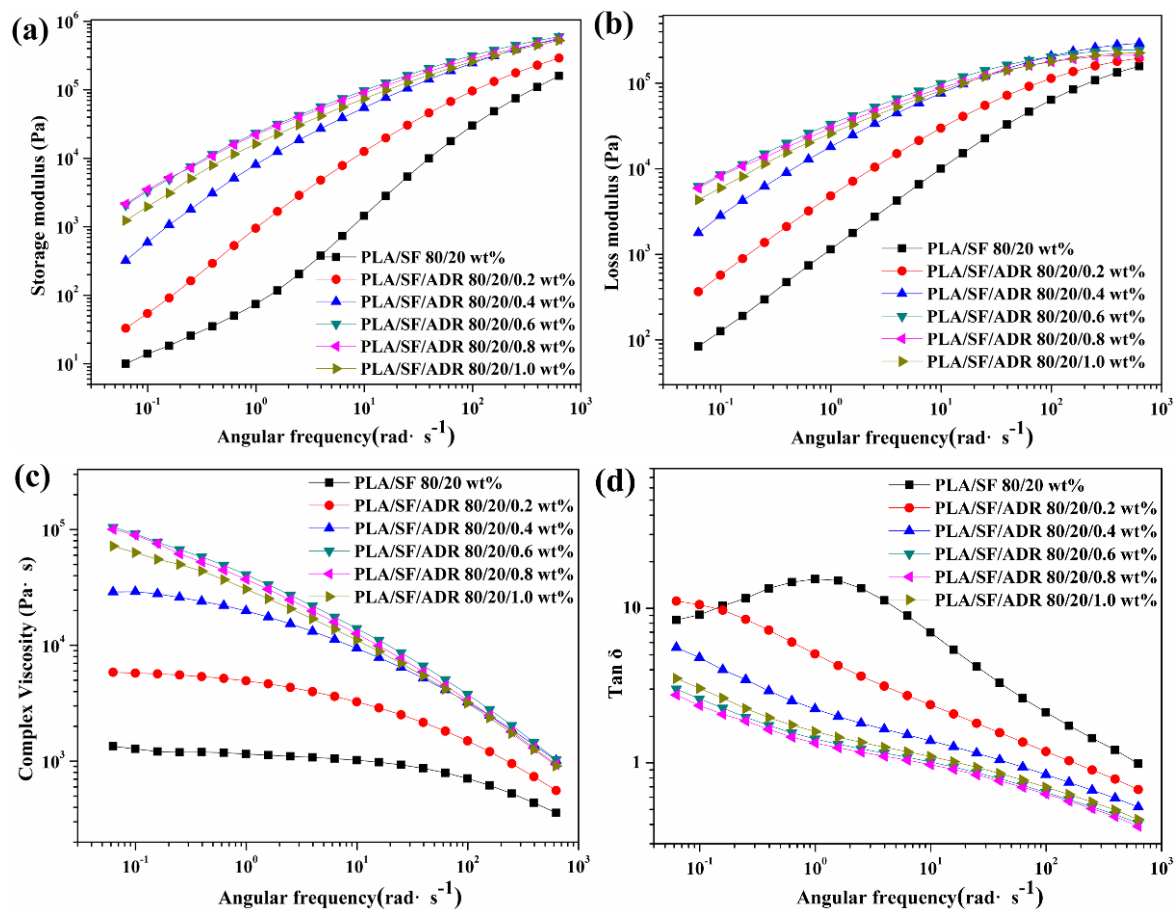 (a)
Storage modulus (Pa)
10^6
10^5
10^4
10^3
10^2
10^1
PLA/SF 80/20 wt%
PLA/SF/ADR 80/20/0.2 wt%
PLA/SF/ADR 80/20/0.4 wt%
PLA/SF/ADR 80/20/0.6 wt%
PLA/SF/ADR 80/20/0.8 wt%
PLA/SF/ADR 80/20/1.0 wt%
10^-1 10^0 10^1 10^2 10^3
Angular frequency(rad· s^-1)
(b)
Loss modulus (Pa)
10^5
10^4
10^3
10^2
PLA/SF 80/20 wt%
PLA/SF/ADR 80/20/0.2 wt%
PLA/SF/ADR 80/20/0.4 wt%
PLA/SF/ADR 80/20/0.6 wt%
PLA/SF/ADR 80/20/0.8 wt%
PLA/SF/ADR 80/20/1.0 wt%
10^-1 10^0 10^1 10^2 10^3
Angular frequency(rad· s^-1)
(c)
Complex Viscosity (Pa· s)
10^5
10^4
10^3
PLA/SF 80/20 wt%
PLA/SF/ADR 80/20/0.2 wt%
PLA/SF/ADR 80/20/0.4 wt%
PLA/SF/ADR 80/20/0.6 wt%
PLA/SF/ADR 80/20/0.8 wt%
PLA/SF/ADR 80/20/1.0 wt%
10^-1 10^0 10^1 10^2 10^3
Angular frequency(rad· s^-1)
(d)
Tan δ
10
1
PLA/SF 80/20 wt%
PLA/SF/ADR 80/20/0.2 wt%
PLA/SF/ADR 80/20/0.4 wt%
PLA/SF/ADR 80/20/0.6 wt%
PLA/SF/ADR 80/20/0.8 wt%
PLA/SF/ADR 80/20/1.0 wt%
10^-1 10^0 10^1 10^2 10^3
Angular frequency(rad· s^-1)